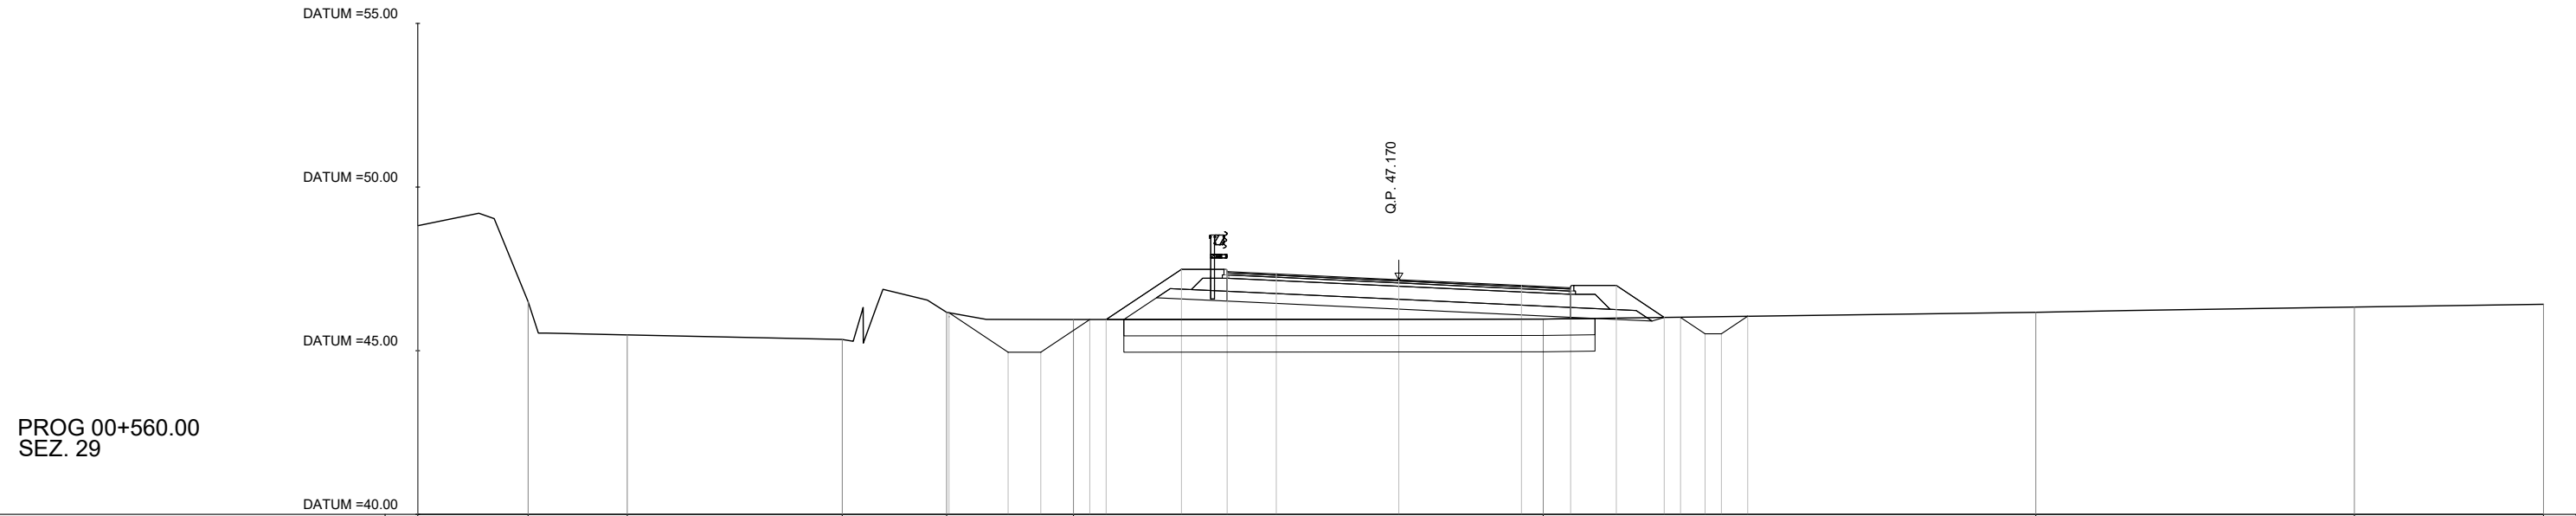 DATUM =55.00
DATUM =50.00
Q.P. 47.170
DATUM =45.00
PROG 00+560.00
SEZ. 29
DATUM =40.00